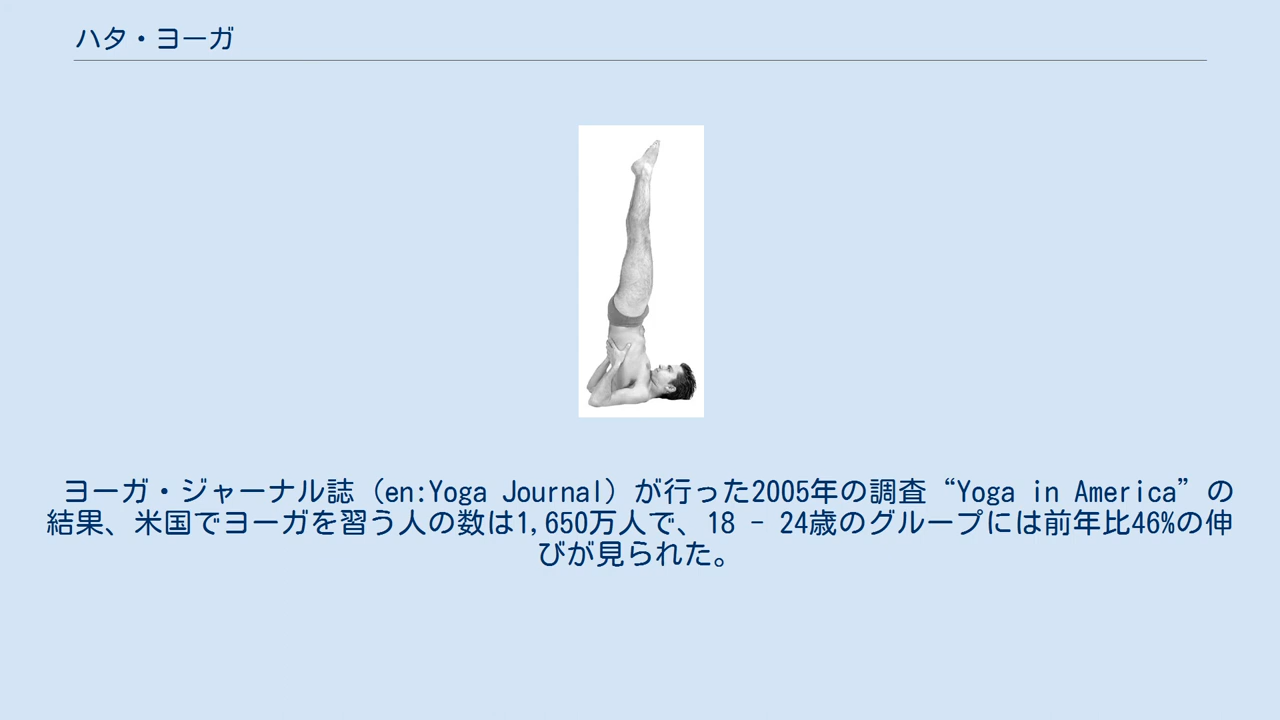 ハタ・ヨーガ
ヨーガ・ジャーナル誌（en:Yoga Journal）が行った2005年の調査“Yoga in America”の
結果、米国でヨーガを習う人の数は1,650万人で、18 - 24歳のグループには前年比46%の伸
びが見られた。